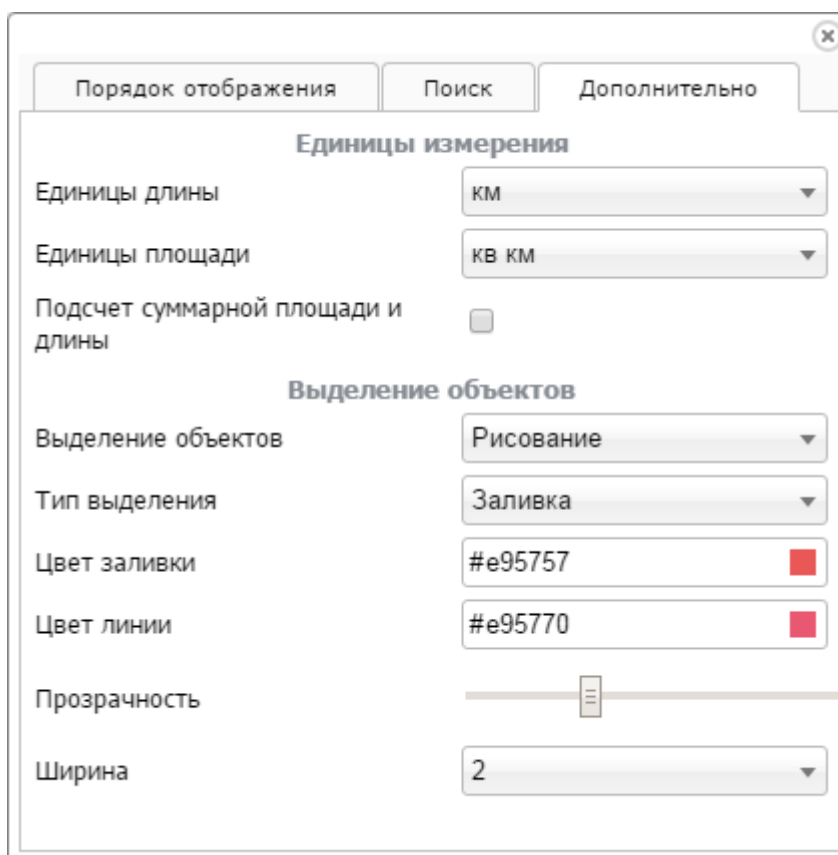 Порядок отображения
Поиск
Дополнительно
Единицы измерения
Единицы длины
км
Единицы площади
кв км
Подсчет суммарной площади и
длины
Выделение объектов
Выделение объектов
Рисование
Тип выделения
Заливка
Цвет заливки
#e95757
Цвет линии
#e95770
Прозрачность
Ширина
2